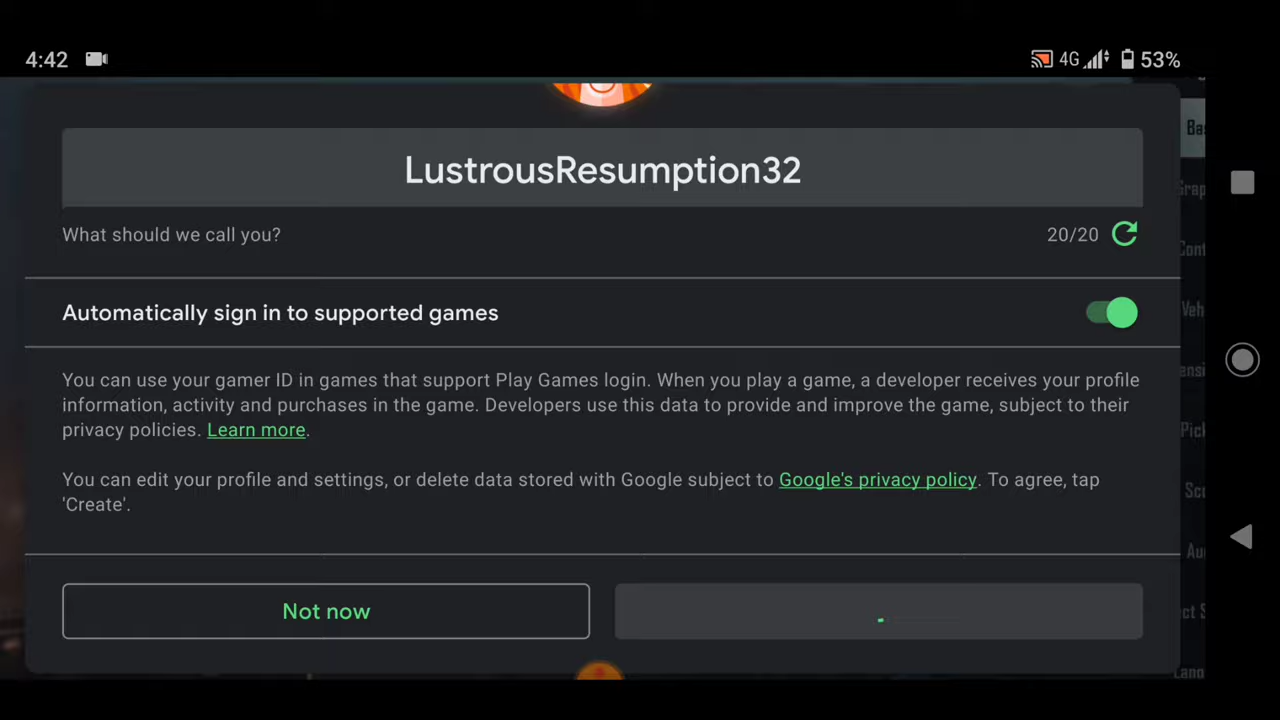 4:42
4G
53%
LustrousResumption32
What should we call you?
20/20
Automatically sign in to supported games
You can use your gamer ID in games that support Play Games login. When you play a game, a developer receives your profile
information, activity and purchases in the game. Developers use this data to provide and improve the game, subject to their
privacy policies. Learn more.
You can edit your profile and settings, or delete data stored with Google subject to Google's privacy policy. To agree, tap
'Create'.
Not now